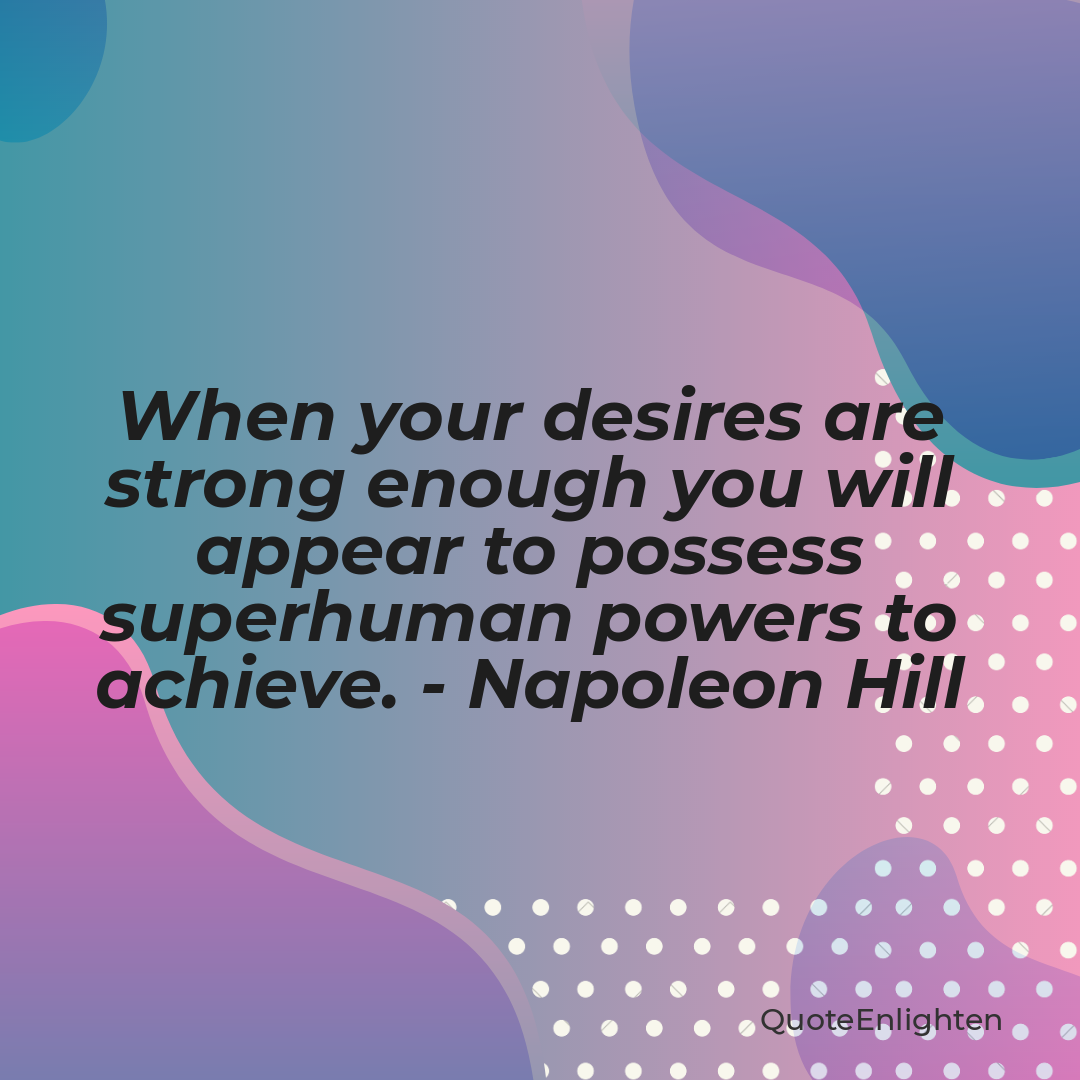 When your desires are
strong enough you will
appear to possess
superhuman powers to
achieve. - Napoleon Hill
QuoteEnlighten